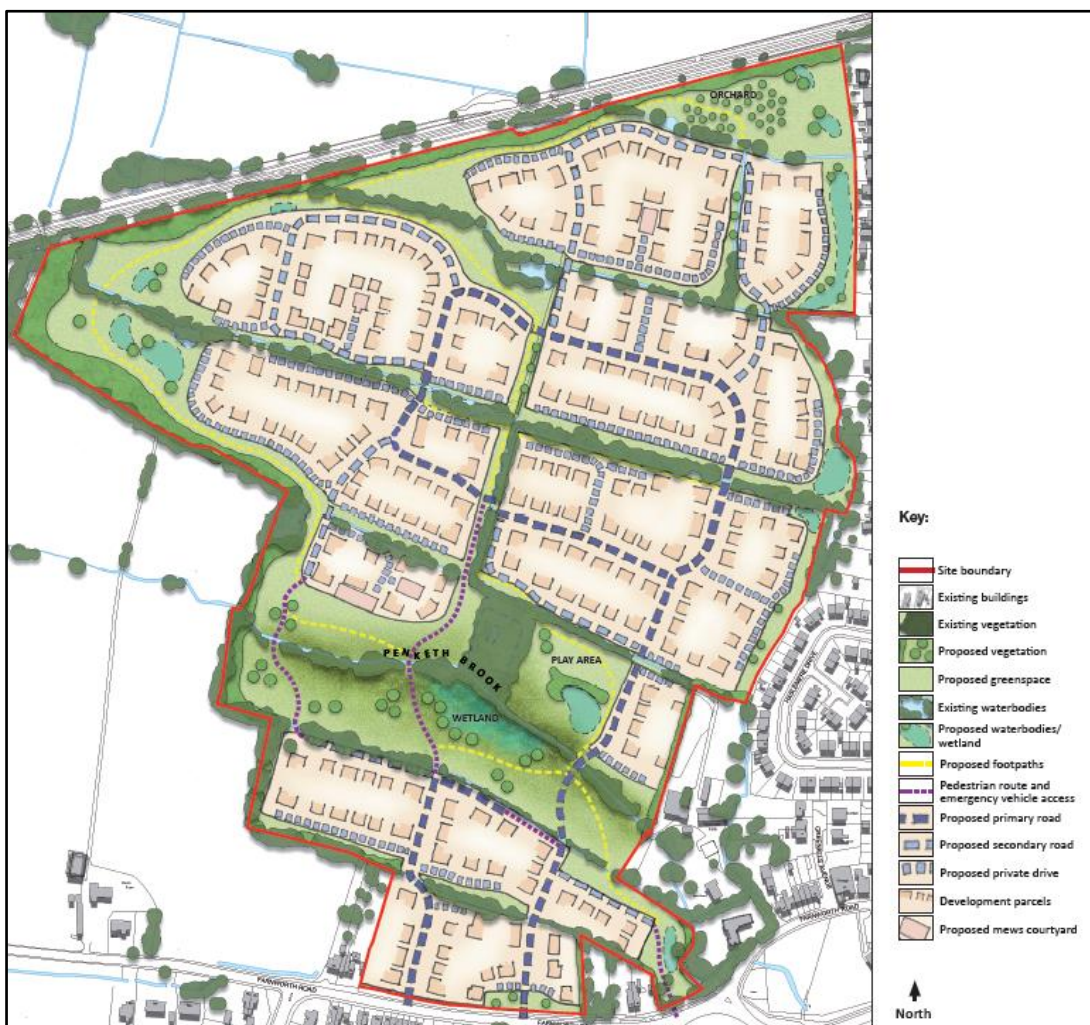 ORCHARD
PENKETH BROOK
PLAY AREA
WETLAND
FARNWORTH ROAD
FARNWORTH ROAD
Key:
Site boundary
Existing buildings
Existing vegetation
Proposed vegetation
Proposed greenspace
Existing waterbodies
Proposed waterbodies/
wetland
Proposed footpaths
Pedestrian route and
emergency vehicle access
Proposed primary road
Proposed secondary road
Proposed private drive
Development parcels
Proposed mews courtyard
North